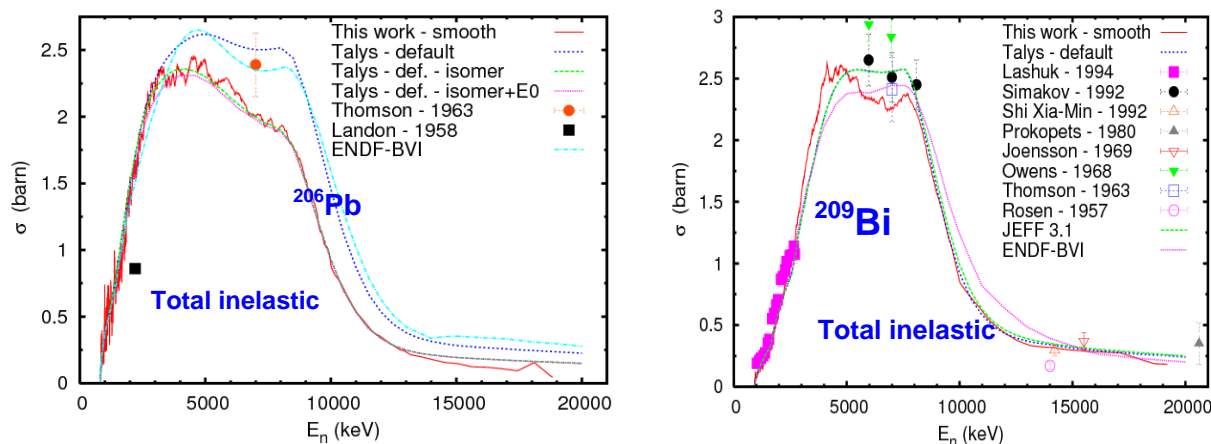 This work - smooth
Talys - default
Talys - def. - isomer
Talys - def. - isomer+E0
Thomson - 1963
Landon - 1958
ENDF-BVI
206Pb
Total inelastic
σ (barn)
2.5
2
1.5
1
0.5
0
0 5000 10000 15000 20000
En (keV)
This work - smooth
Talys - default
Lashuk - 1994
Simakov - 1992
Shi Xia-Min - 1992
Prokopets - 1980
Joensson - 1969
Owens - 1968
Thomson - 1963
Rosen - 1957
JEFF 3.1
ENDF-BVI
209Bi
Total inelastic
σ (barn)
3
2.5
2
1.5
1
0.5
0
0 5000 10000 15000 20000
En (keV)